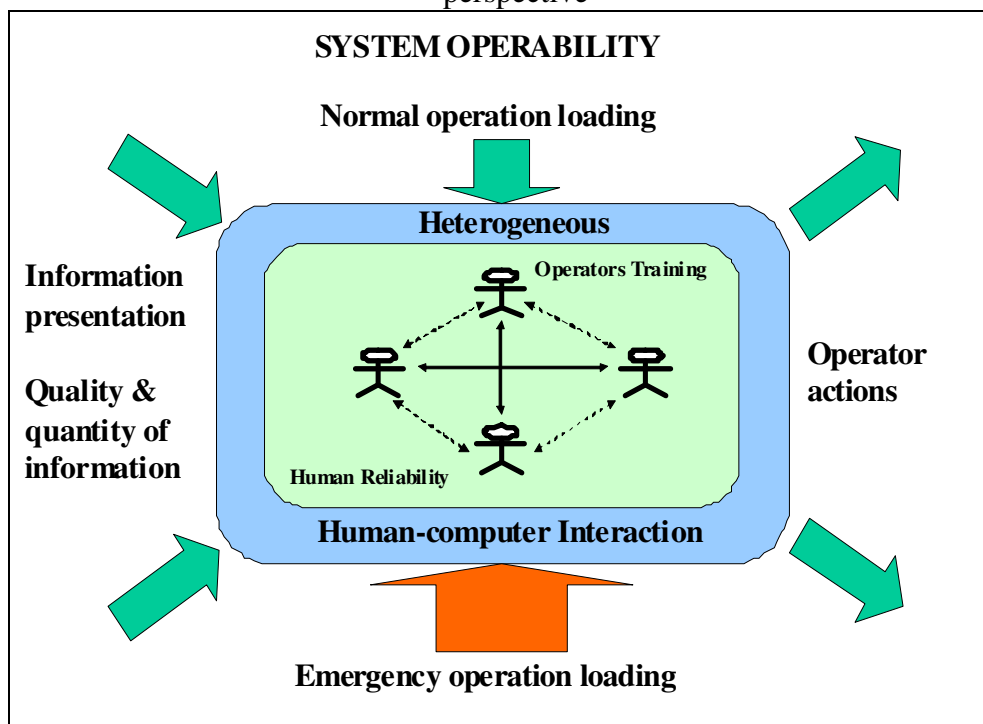 perspective
SYSTEM OPERABILITY
Normal operation loading
Heterogeneous
Operators Training
Information
presentation
Quality &
quantity of
information
Operator
actions
Human Reliability
Human-computer Interaction
Emergency operation loading